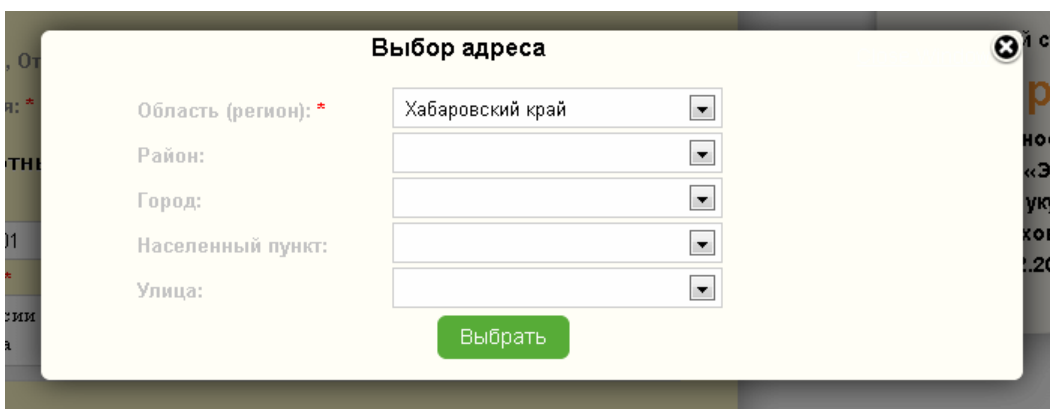 Выбор адреса
Область (регион): * Хабаровский край
Район:
Город:
Населенный пункт:
Улица:
Выбрать